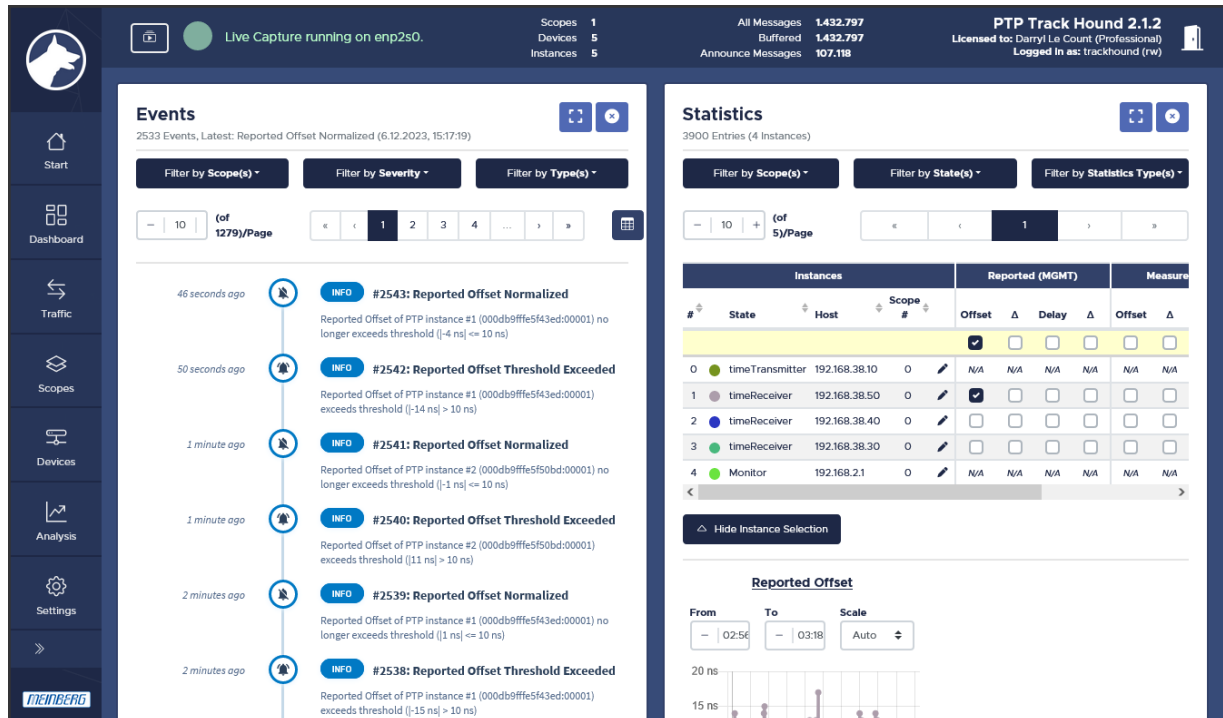 Live Capture running on enp2s0.
Scopes 1
Devices 5
Instances 5
All Messages 1.432.797
Buffered 1.432.797
Announce Messages 107.118
PTP Track Hound 2.1.2
Licensed to: Darryl Le Count (Professional)
Logged in as: trackhound (rw)
Start
Dashboard
Traffic
Scopes
Devices
Analysis
Settings
MEINBERG
Events
2533 Events, Latest: Reported Offset Normalized (6.12.2023, 15:17:19)
Filter by Scope(s)
Filter by Severity
Filter by Type(s)
− 10 (of 1279)/Page
« ‹ 1 2 3 4 ... › »
46 seconds ago INFO #2543: Reported Offset Normalized
Reported Offset of PTP instance #1 (000db9fffe5f43ed:00001) no
longer exceeds threshold (|-4 ns| <= 10 ns)
50 seconds ago INFO #2542: Reported Offset Threshold Exceeded
Reported Offset of PTP instance #1 (000db9fffe5f43ed:00001)
exceeds threshold (|-14 ns| > 10 ns)
1 minute ago INFO #2541: Reported Offset Normalized
Reported Offset of PTP instance #2 (000db9fffe5f50bd:00001) no
longer exceeds threshold (|-1 ns| <= 10 ns)
1 minute ago INFO #2540: Reported Offset Threshold Exceeded
Reported Offset of PTP instance #2 (000db9fffe5f50bd:00001)
exceeds threshold (|11 ns| > 10 ns)
2 minutes ago INFO #2539: Reported Offset Normalized
Reported Offset of PTP instance #1 (000db9fffe5f43ed:00001) no
longer exceeds threshold (|1 ns| <= 10 ns)
2 minutes ago INFO #2538: Reported Offset Threshold Exceeded
Reported Offset of PTP instance #1 (000db9fffe5f43ed:00001)
exceeds threshold (|-15 ns| > 10 ns)
Statistics
3900 Entries (4 Instances)
Filter by Scope(s)
Filter by State(s)
Filter by Statistics Type(s)
− 10 + (of 5)/Page
« ‹ 1 › »
Instances Reported (MGMT) Measure
# State Host Scope # Offset Δ Delay Δ Offset Δ
0 timeTransmitter 192.168.38.10 0 N/A N/A N/A N/A N/A N/A
1 timeReceiver 192.168.38.50 0
2 timeReceiver 192.168.38.40 0
3 timeReceiver 192.168.38.30 0
4 Monitor 192.168.2.1 0 N/A N/A N/A N/A N/A N/A
Hide Instance Selection
Reported Offset
From To Scale
− 02:56 − 03:18 Auto
20 ns
15 ns